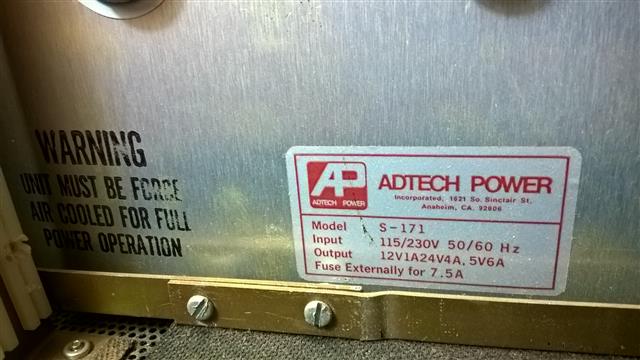 WARNING
UNIT MUST BE FORCE
AIR COOLED FOR FULL
POWER OPERATION
AP
ADTECH POWER
ADTECH POWER
Incorporated, 1621 So. Sinclair St.
Anaheim, CA. 92806
Model S-171
Input 115/230V 50/60 Hz
Output 12V1A24V4A, 5V6A
Fuse Externally for 7.5A